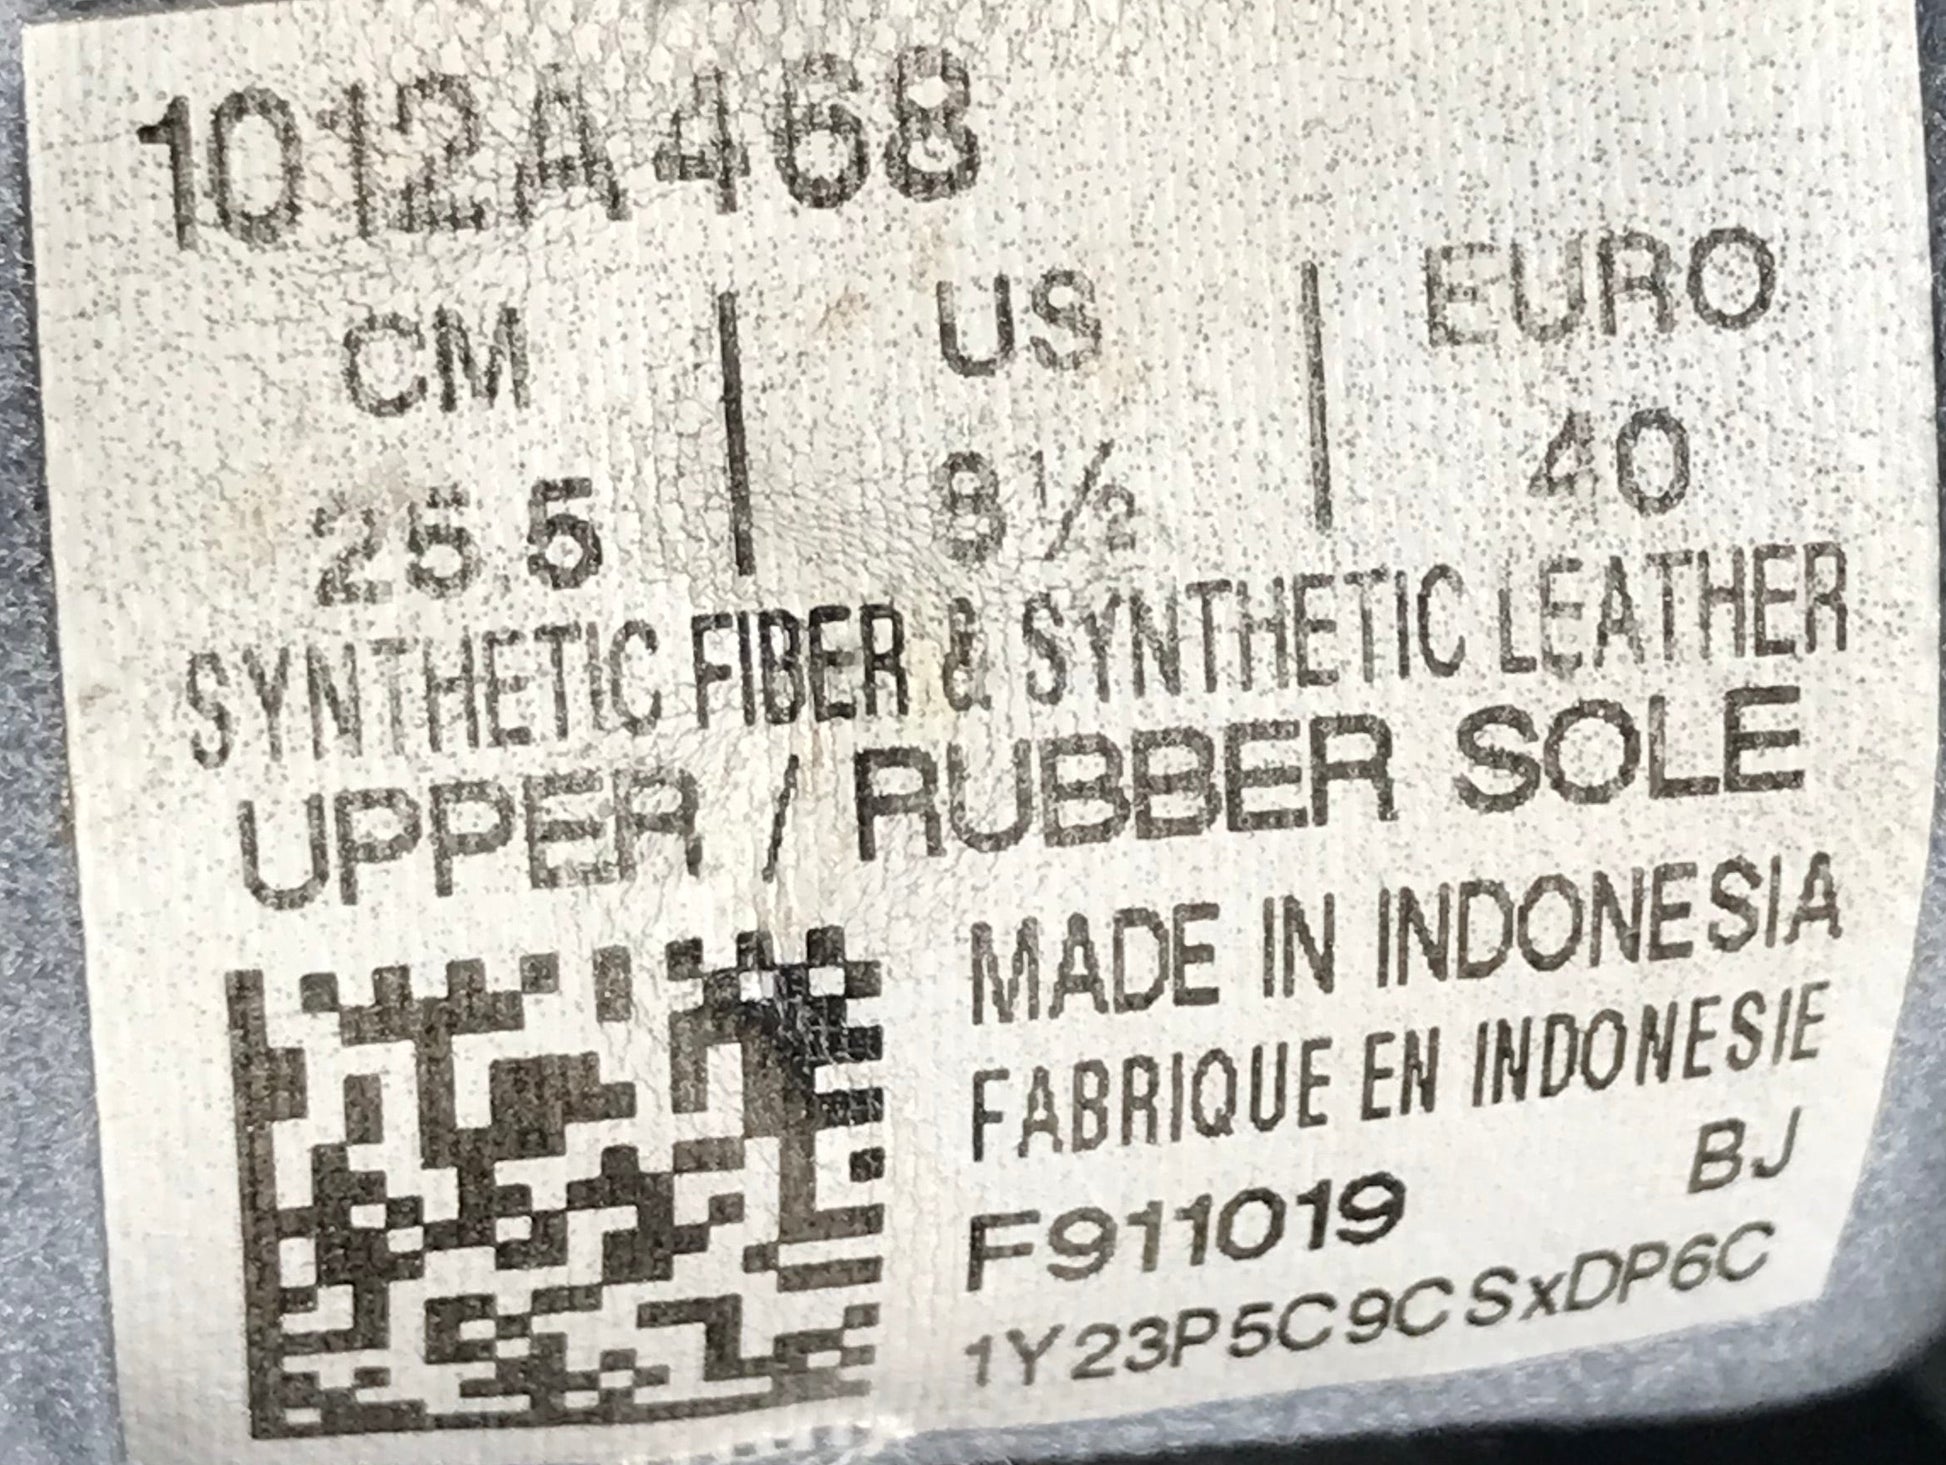 1012A468
CM | US | EURO
25.5 | 8½ | 40
SYNTHETIC FIBER & SYNTHETIC LEATHER
UPPER / RUBBER SOLE
MADE IN INDONESIA
FABRIQUE EN INDONESIE
BJ
F911019
1Y23P5C9CSxDP6C